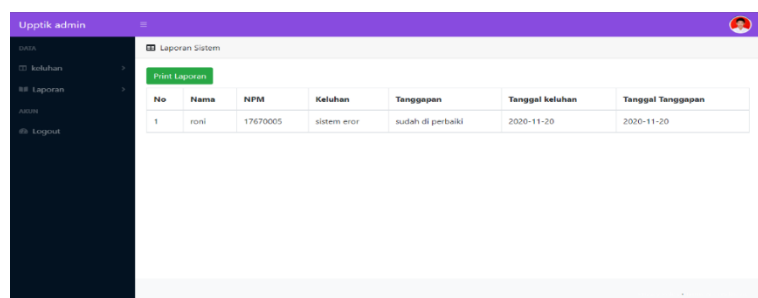 Upptik admin
DATA
keluhan
Laporan
AKUN
Logout
Laporan Sistem
Print Laporan
No Nama NPM Keluhan Tanggapan Tanggal keluhan Tanggal Tanggapan
1 roni 17670005 sistem eror sudah di perbaiki 2020-11-20 2020-11-20